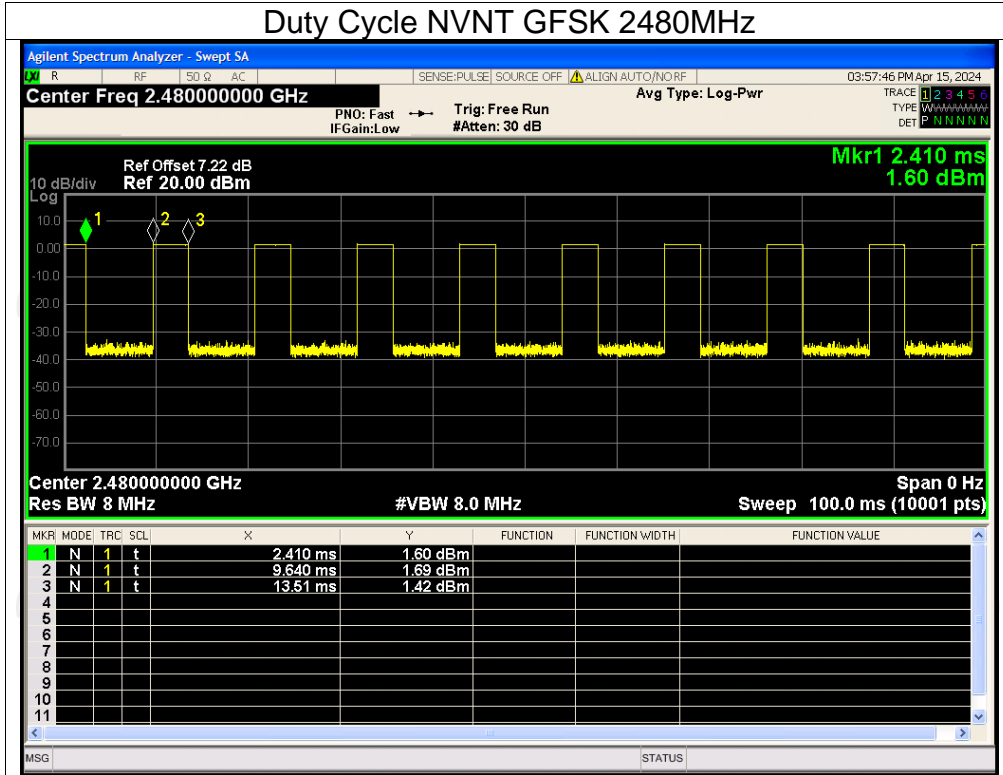 Duty Cycle NVNT GFSK 2480MHz
Agilent Spectrum Analyzer - Swept SA
LXI R RF 50 Ω AC SENSE:PULSE SOURCE OFF ALIGN AUTO/NO RF 03:57:46 PM Apr 15, 2024
Center Freq 2.480000000 GHz Avg Type: Log-Pwr TRACE 1 2 3 4 5 6
PNO: Fast Trig: Free Run TYPE WWWWWW
IFGain:Low #Atten: 30 dB DET P N N N N N
Mkr1 2.410 ms
Ref Offset 7.22 dB
10 dB/div Ref 20.00 dBm 1.60 dBm
Log
10.0 1 2 3
0.00
-10.0
-20.0
-30.0
-40.0
-50.0
-60.0
-70.0
Center 2.480000000 GHz Span 0 Hz
Res BW 8 MHz #VBW 8.0 MHz Sweep 100.0 ms (10001 pts)
MKR MODE TRC SCL X Y FUNCTION FUNCTION WIDTH FUNCTION VALUE
1 N 1 t 2.410 ms 1.60 dBm
2 N 1 t 9.640 ms 1.69 dBm
3 N 1 t 13.51 ms 1.42 dBm
4
5
6
7
8
9
10
11
MSG STATUS